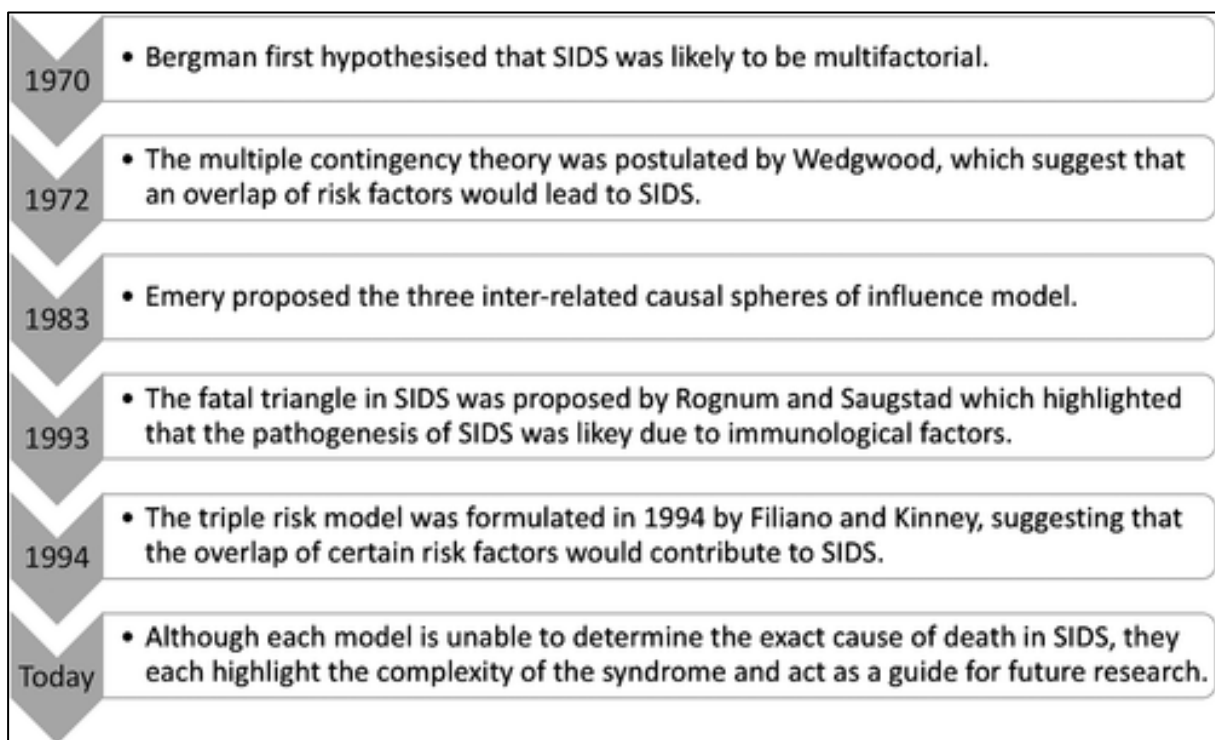 1970
• Bergman first hypothesised that SIDS was likely to be multifactorial.
1972
• The multiple contingency theory was postulated by Wedgwood, which suggest that
an overlap of risk factors would lead to SIDS.
1983
• Emery proposed the three inter-related causal spheres of influence model.
1993
• The fatal triangle in SIDS was proposed by Rognum and Saugstad which highlighted
that the pathogenesis of SIDS was likey due to immunological factors.
1994
• The triple risk model was formulated in 1994 by Filiano and Kinney, suggesting that
the overlap of certain risk factors would contribute to SIDS.
Today
• Although each model is unable to determine the exact cause of death in SIDS, they
each highlight the complexity of the syndrome and act as a guide for future research.